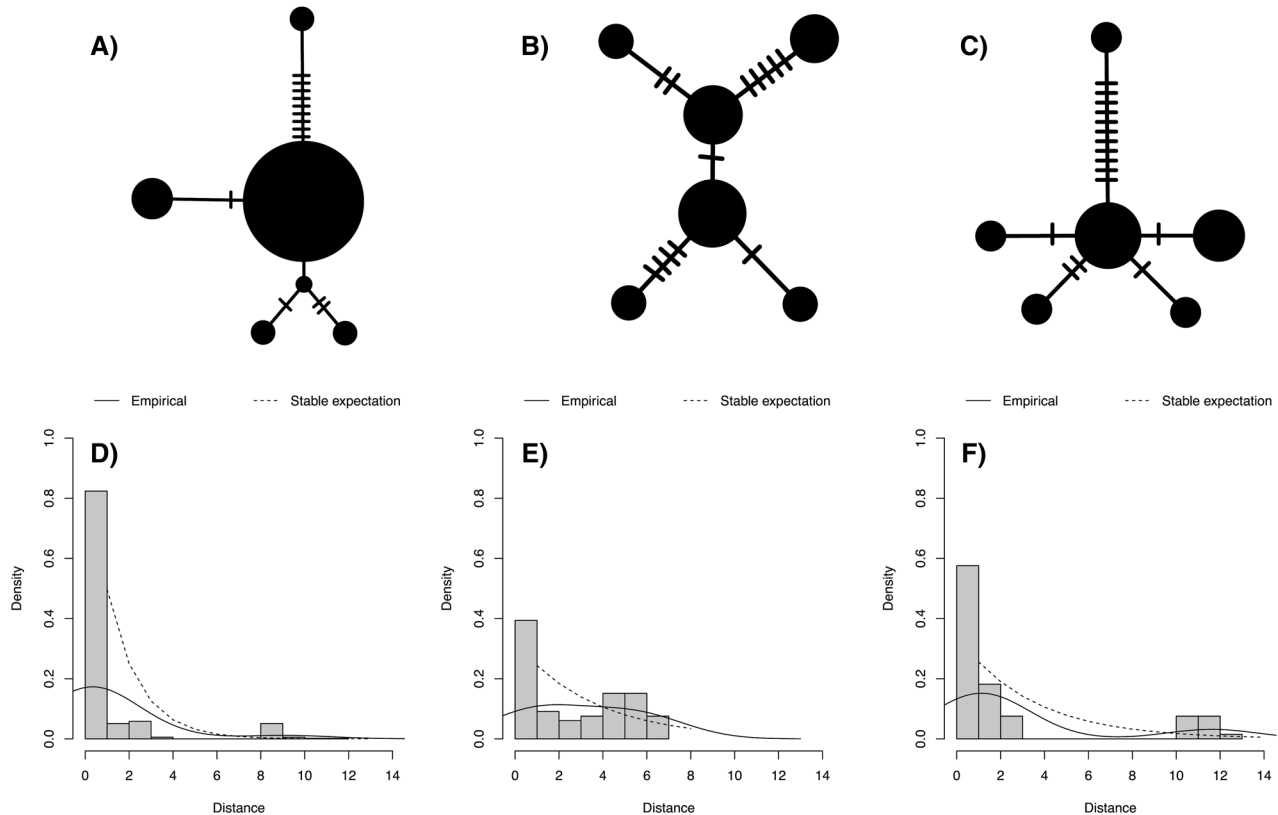 A)
B)
C)
Empirical Stable expectation
Empirical Stable expectation
Empirical Stable expectation
D)
Density
0.0 0.2 0.4 0.6 0.8 1.0
0 2 4 6 8 10 12 14
Distance
E)
Density
0.0 0.2 0.4 0.6 0.8 1.0
0 2 4 6 8 10 12 14
Distance
F)
Density
0.0 0.2 0.4 0.6 0.8 1.0
0 2 4 6 8 10 12 14
Distance